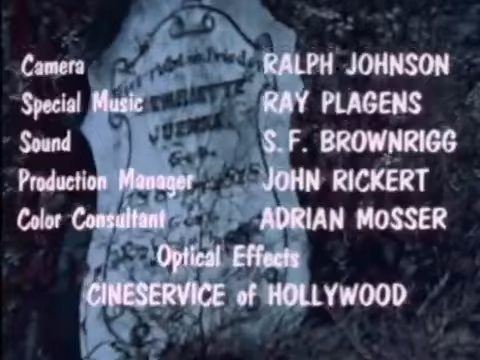 Camera RALPH JOHNSON
Special Music RAY PLAGENS
Sound S.F. BROWNRIGG
Production Manager JOHN RICKERT
Color Consultant ADRIAN MOSSER
Optical Effects
CINESERVICE of HOLLYWOOD